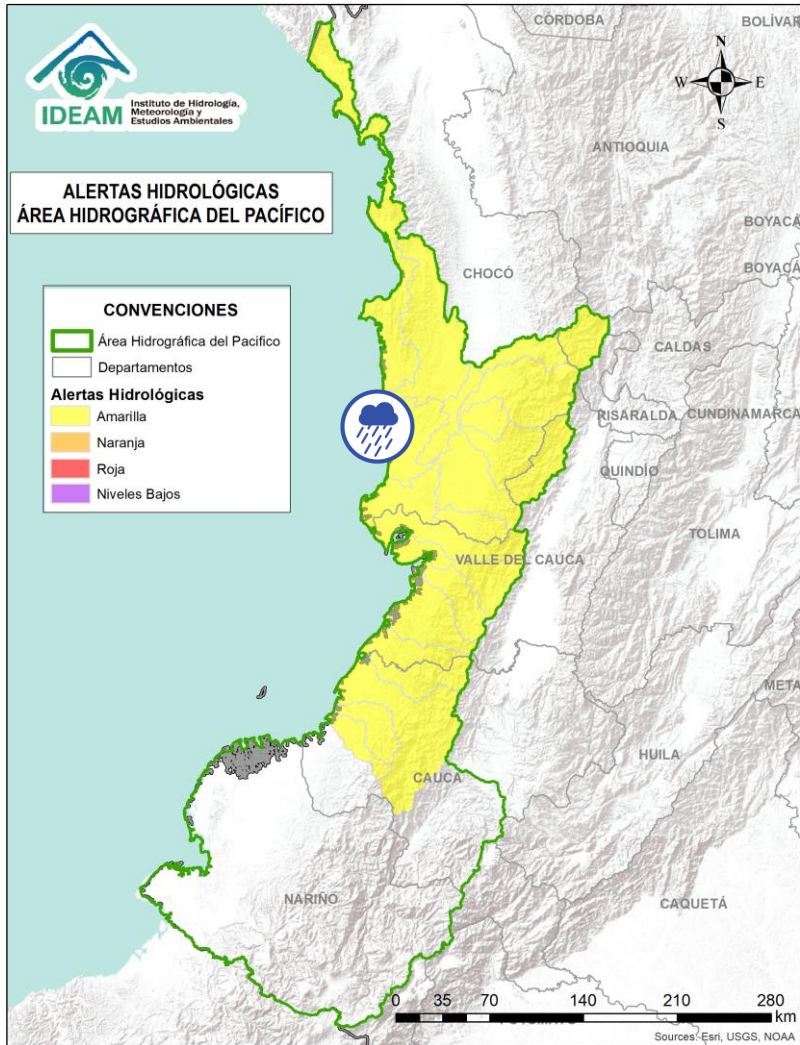 CÓRDOBA
BOLÍVAR
IDEAM
Instituto de Hidrología,
Meteorología y
Estudios Ambientales
N
W
E
S
ANTIOQUIA
ALERTAS HIDROLÓGICAS
ÁREA HIDROGRÁFICA DEL PACÍFICO
BOYACÁ
BOYACÁ
CHOCÓ
CONVENCIONES
Área Hidrográfica del Pacifico
Departamentos
Alertas Hidrológicas
Amarilla
Naranja
Roja
Niveles Bajos
CALDAS
RISARALDA
CUNDINAMARCA
QUINDÍO
TOLIMA
VALLE DEL CAUCA
META
HUILA
CAUCA
NARIÑO
CAQUETÁ
0 35 70 140 210 280
km
Sources: Esri, USGS, NOAA